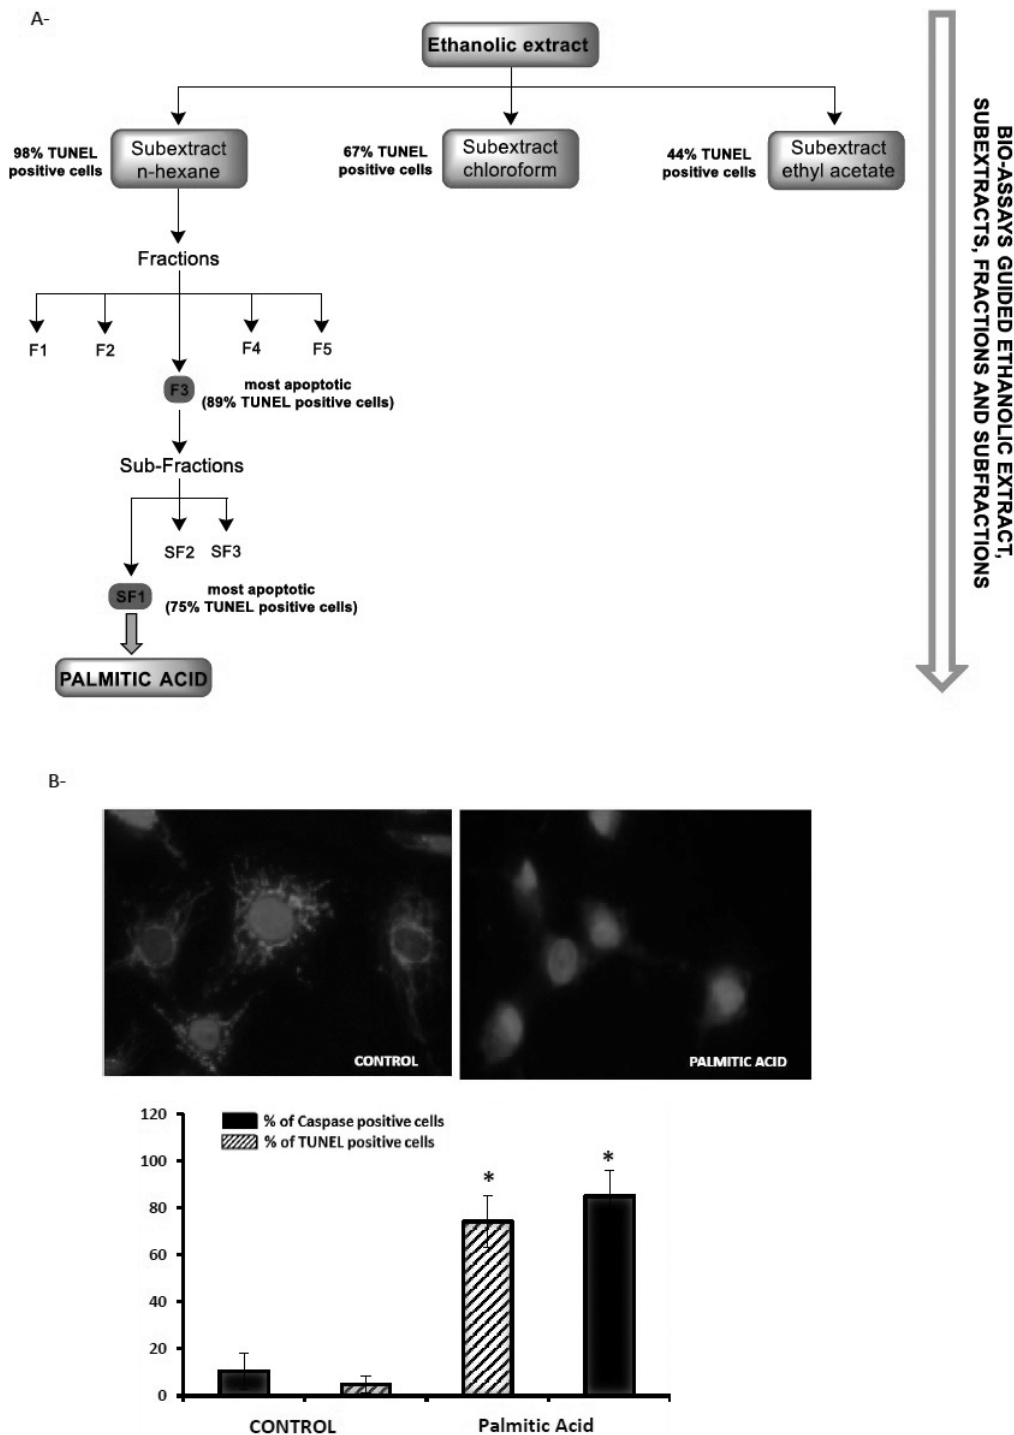 A-
Ethanolic extract
98% TUNEL
positive cells
Subextract
n-hexane
67% TUNEL
positive cells
Subextract
chloroform
44% TUNEL
positive cells
Subextract
ethyl acetate
Fractions
F1
F2
F4
F5
F3
most apoptotic
(89% TUNEL positive cells)
Sub-Fractions
SF2
SF3
SF1
most apoptotic
(75% TUNEL positive cells)
PALMITIC ACID
BIO-ASSAYS GUIDED ETHANOLIC EXTRACT,
SUBEXTRACTS, FRACTIONS AND SUBFRACTIONS
B-
CONTROL
PALMITIC ACID
120
100
80
60
40
20
0
% of Caspase positive cells
% of TUNEL positive cells
*
*
CONTROL
Palmitic Acid